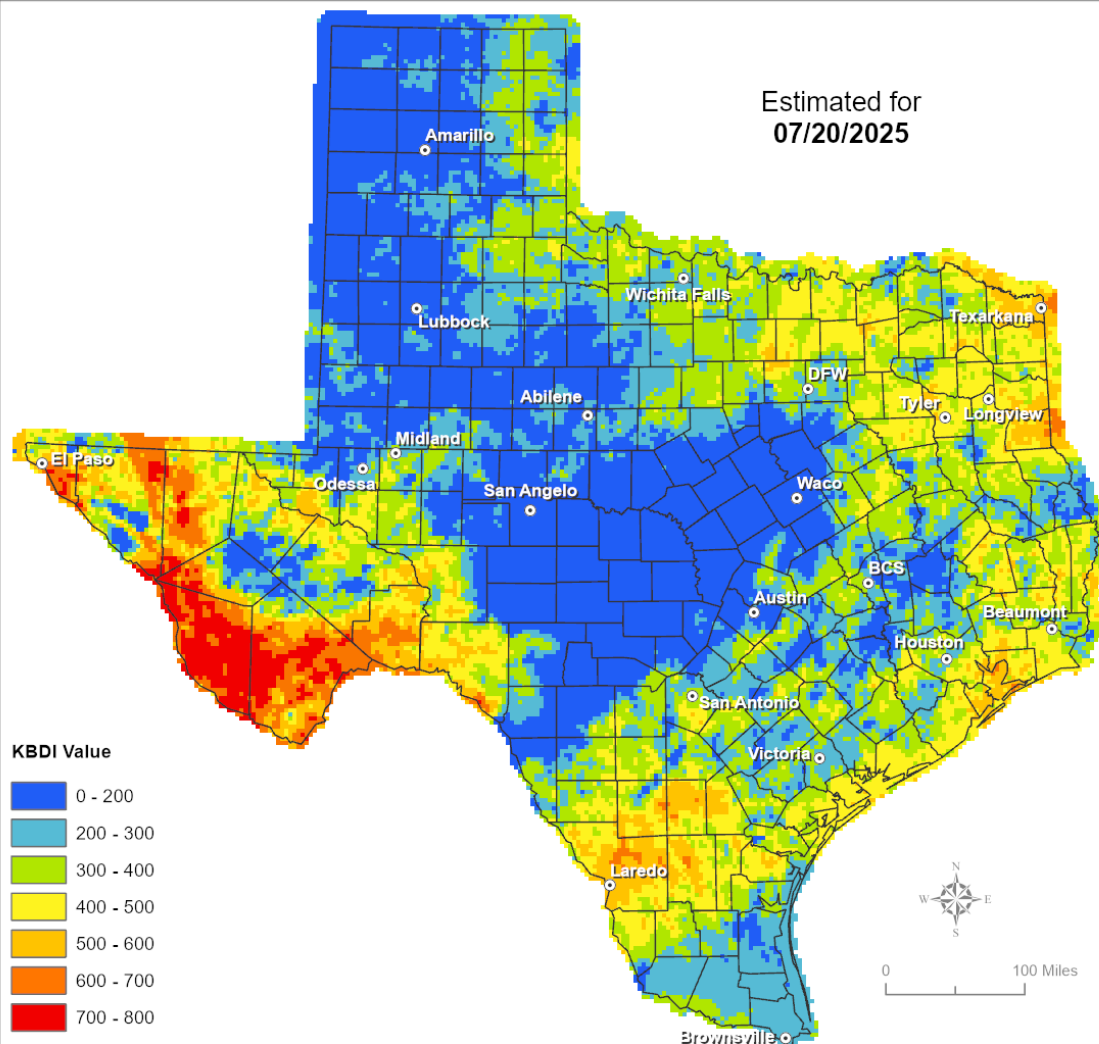 Estimated for
07/20/2025
Amarillo
Wichita Falls
Lubbock
Texarkana
DFW
Abilene
Tyler
Longview
Midland
El Paso
Odessa
San Angelo
Waco
BCS
Austin
Beaumont
Houston
San Antonio
Victoria
KBDI Value
0 - 200
200 - 300
300 - 400
400 - 500
500 - 600
600 - 700
700 - 800
Laredo
N
W E
S
0 100 Miles
Brownsville